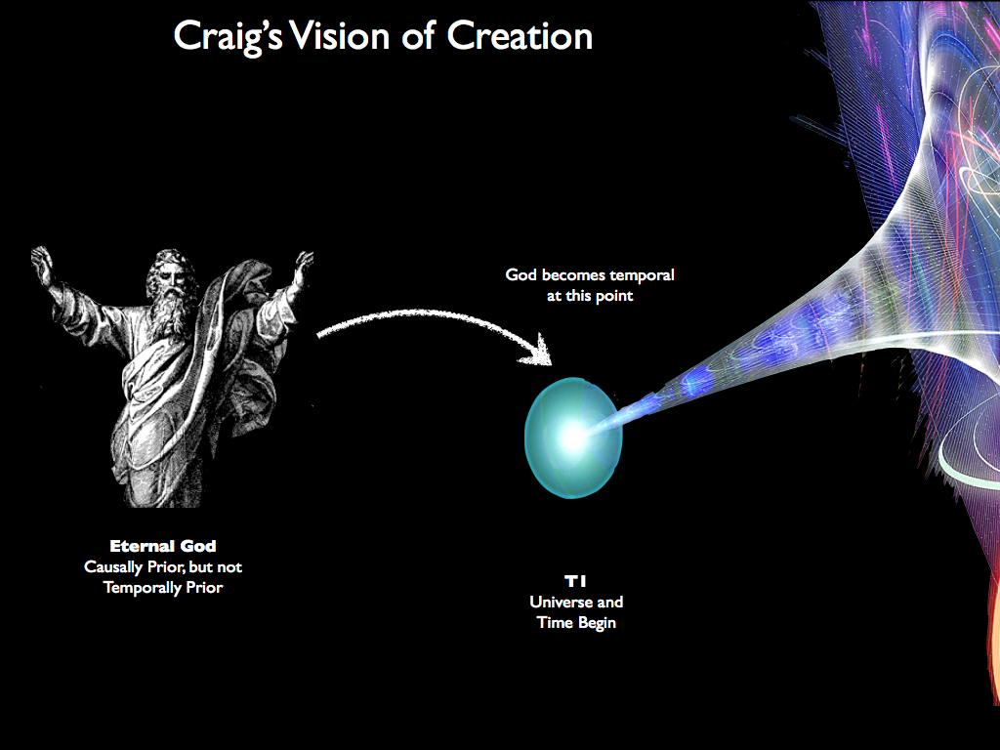 Craig's Vision of Creation
God becomes temporal
at this point
Eternal God
Causally Prior, but not
Temporally Prior
T1
Universe and
Time Begin